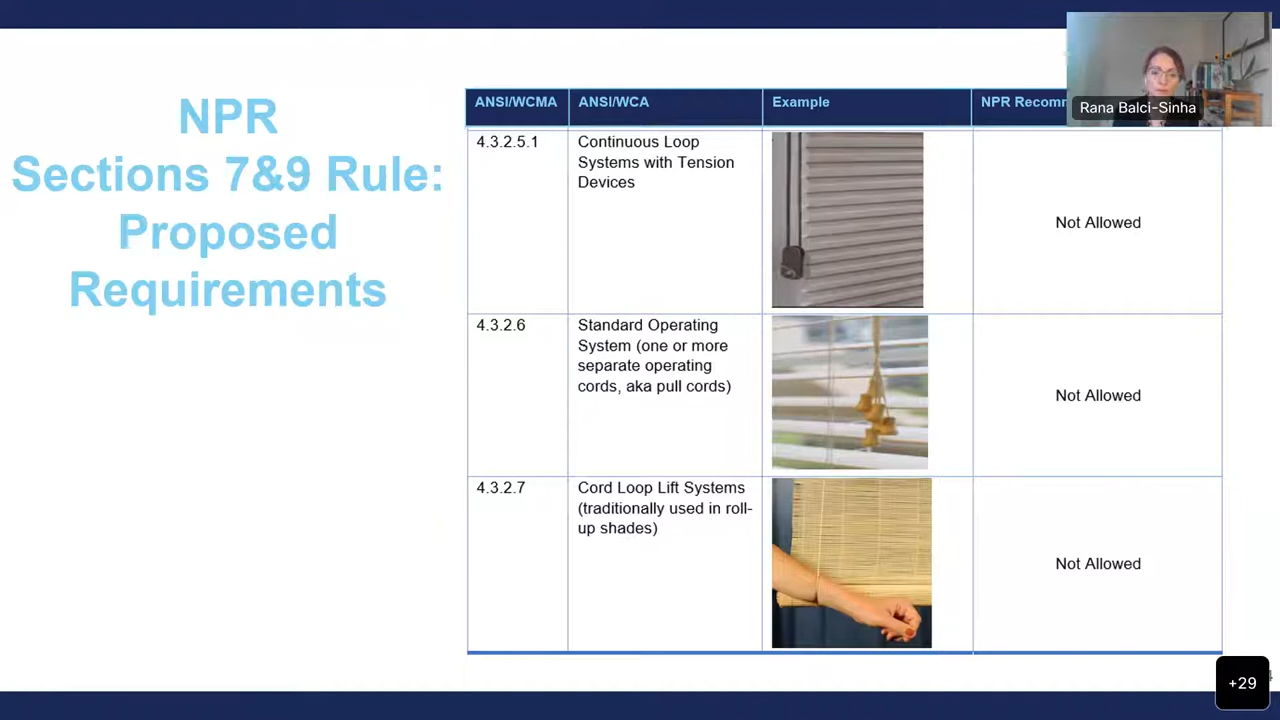 NPR
Sections 7&9 Rule:
Proposed
Requirements
ANSI/WCMA
ANSI/WCA
Example
NPR
Rana Balci-Sinha
4.3.2.5.1
Continuous Loop
Systems with Tension
Devices
Not Allowed
4.3.2.6
Standard Operating
System (one or more
separate operating
cords, aka pull cords)
Not Allowed
4.3.2.7
Cord Loop Lift Systems
(traditionally used in roll-
up shades)
Not Allowed
+29